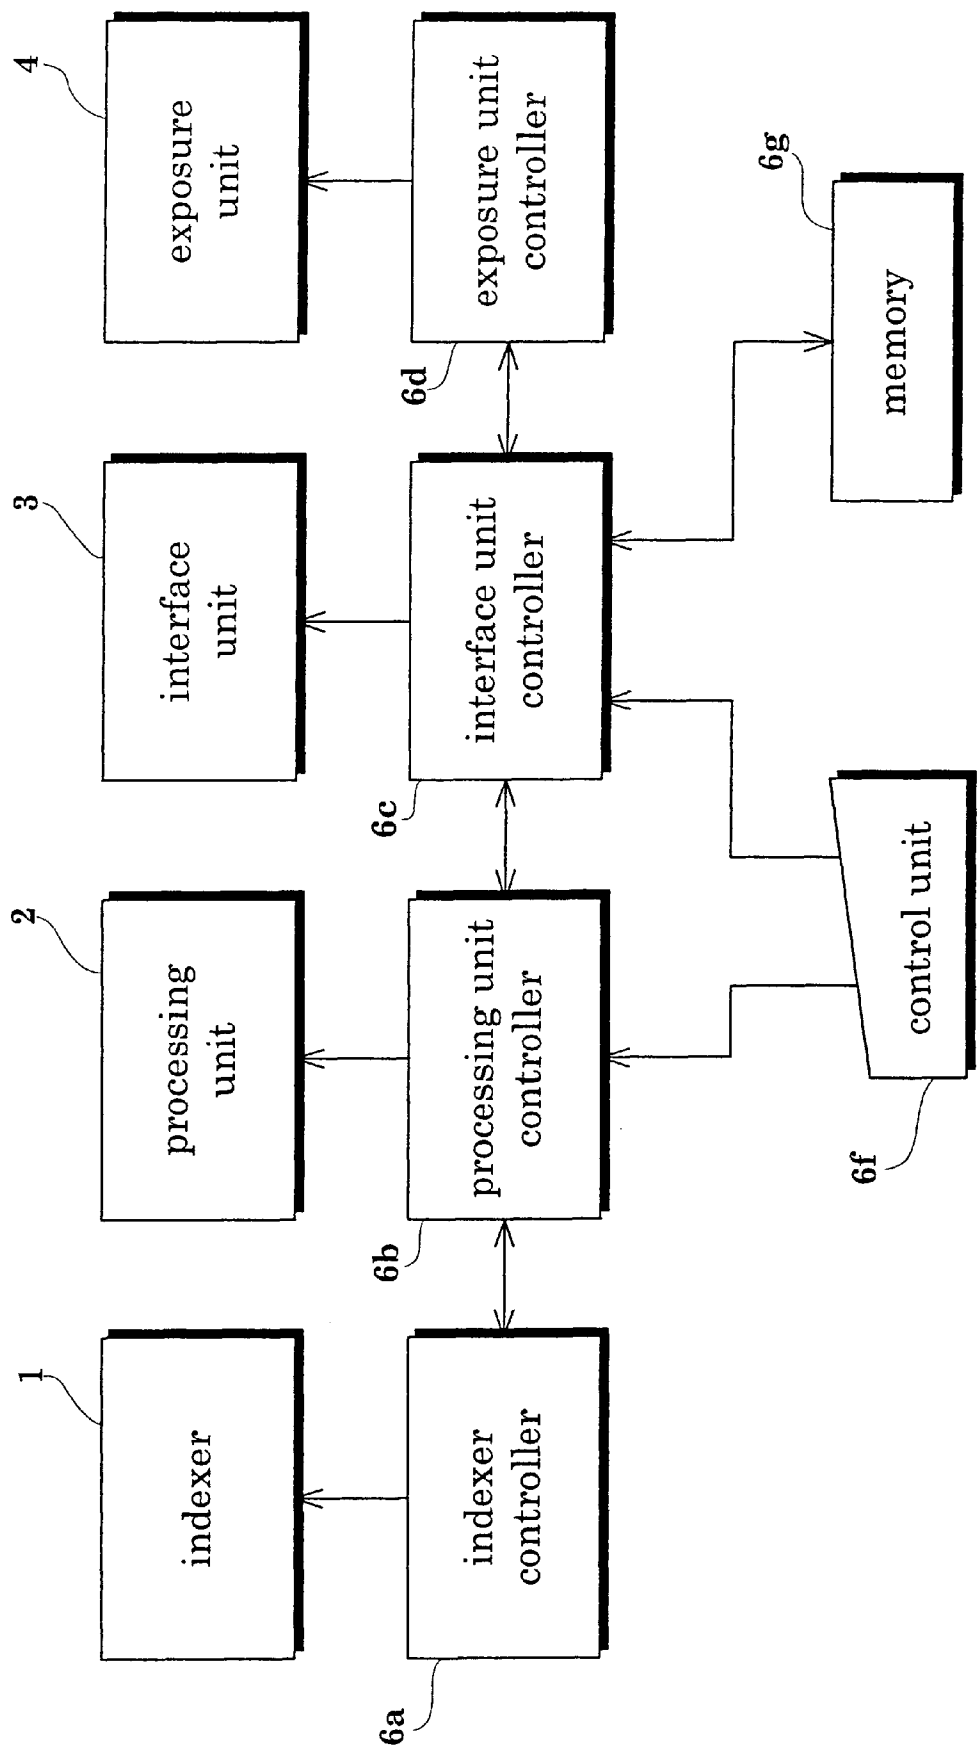 1
indexer
2
processing
unit
3
interface
unit
4
exposure
unit
6a
indexer
controller
6b
processing unit
controller
6c
interface unit
controller
6d
exposure unit
controller
6f
control unit
6g
memory